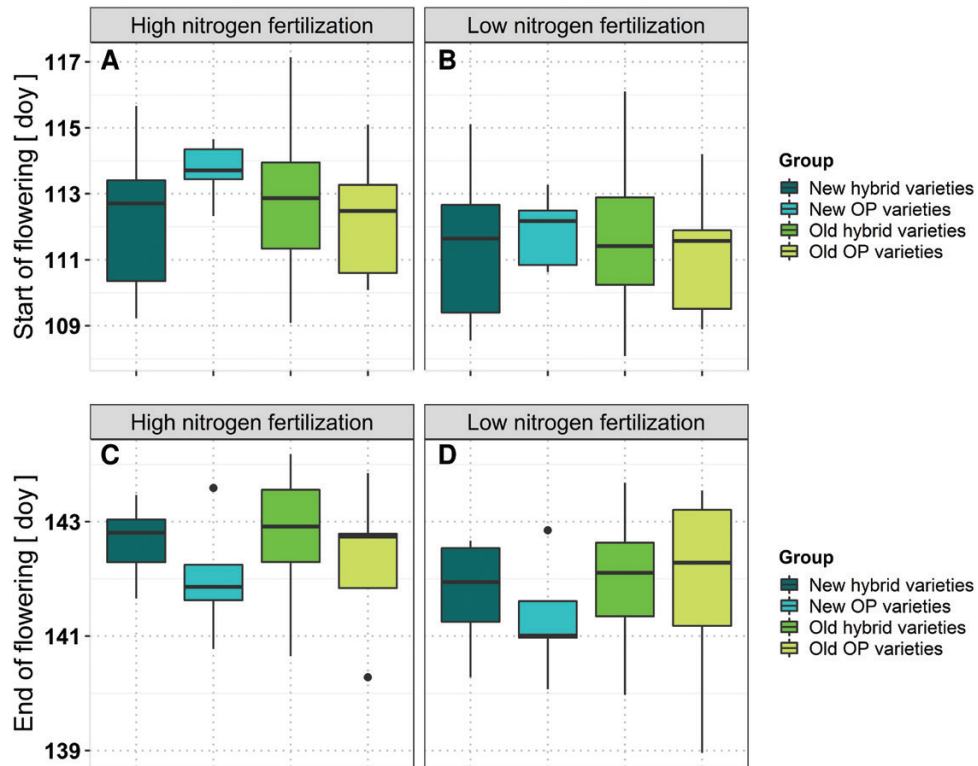 High nitrogen fertilization
Low nitrogen fertilization
A
B
Start of flowering [ doy ]
117
115
113
111
109
Group
New hybrid varieties
New OP varieties
Old hybrid varieties
Old OP varieties
High nitrogen fertilization
Low nitrogen fertilization
C
D
End of flowering [ doy ]
143
141
139
Group
New hybrid varieties
New OP varieties
Old hybrid varieties
Old OP varieties